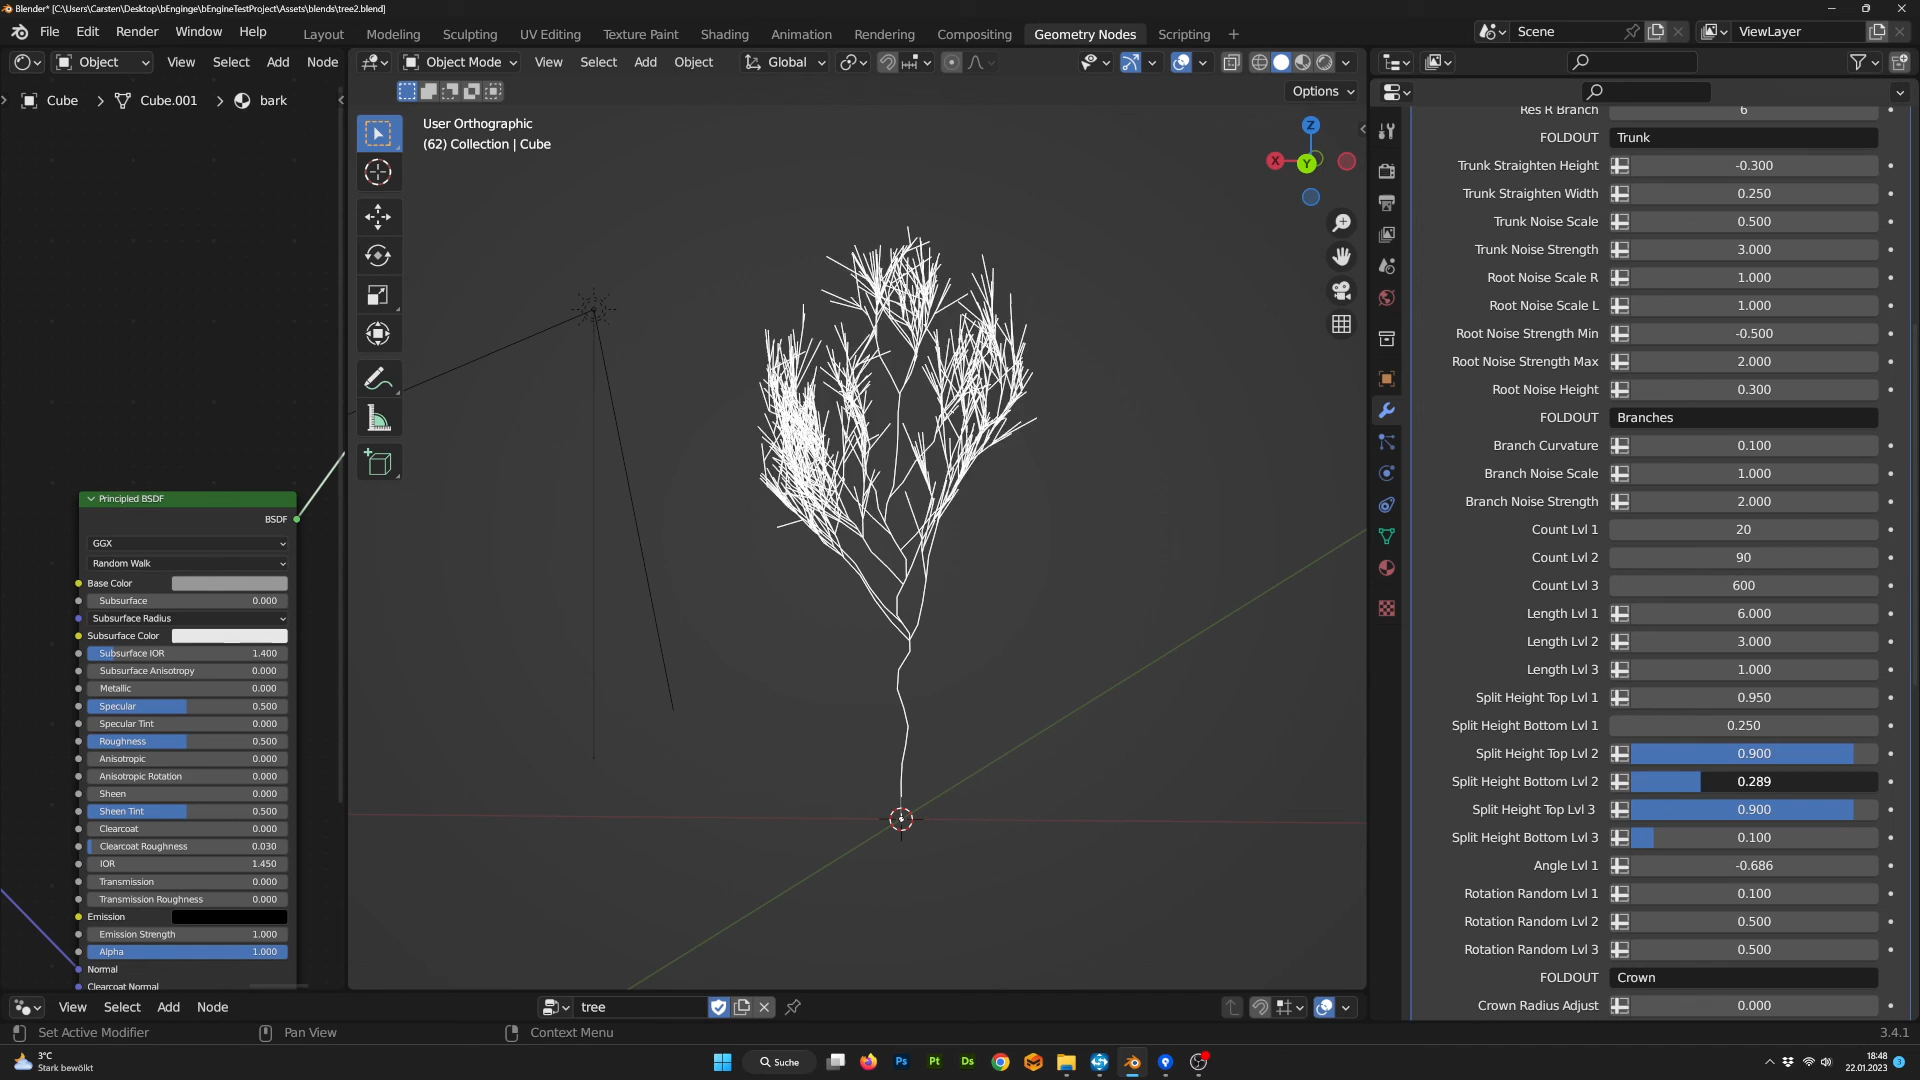 Blender* [C:\Users\Carsten\Desktop\bEnginge\bEngineTestProject\Assets\blends\tree2.blend]
File Edit Render Window Help
Layout Modeling Sculpting UV Editing Texture Paint Shading Animation Rendering Compositing Geometry Nodes Scripting
Scene
ViewLayer
Object View Select Add Node
Object Mode View Select Add Object
Global
Options
Cube Cube.001 bark
User Orthographic
(62) Collection | Cube
Z
X
Y
Principled BSDF
BSDF
GGX
Random Walk
Base Color
Subsurface 0.000
Subsurface Radius
Subsurface Color
Subsurface IOR 1.400
Subsurface Anisotropy 0.000
Metallic 0.000
Specular 0.500
Specular Tint 0.000
Roughness 0.500
Anisotropic 0.000
Anisotropic Rotation 0.000
Sheen 0.000
Sheen Tint 0.500
Clearcoat 0.000
Clearcoat Roughness 0.030
IOR 1.450
Transmission 0.000
Transmission Roughness 0.000
Emission
Emission Strength 1.000
Alpha 1.000
Normal
Clearcoat Normal
Res R Branch 6
FOLDOUT Trunk
Trunk Straighten Height -0.300
Trunk Straighten Width 0.250
Trunk Noise Scale 0.500
Trunk Noise Strength 3.000
Root Noise Scale R 1.000
Root Noise Scale L 1.000
Root Noise Strength Min -0.500
Root Noise Strength Max 2.000
Root Noise Height 0.300
FOLDOUT Branches
Branch Curvature 0.100
Branch Noise Scale 1.000
Branch Noise Strength 2.000
Count Lvl 1 20
Count Lvl 2 90
Count Lvl 3 600
Length Lvl 1 6.000
Length Lvl 2 3.000
Length Lvl 3 1.000
Split Height Top Lvl 1 0.950
Split Height Bottom Lvl 1 0.250
Split Height Top Lvl 2 0.900
Split Height Bottom Lvl 2 0.289
Split Height Top Lvl 3 0.900
Split Height Bottom Lvl 3 0.100
Angle Lvl 1 -0.686
Rotation Random Lvl 1 0.100
Rotation Random Lvl 2 0.500
Rotation Random Lvl 3 0.500
FOLDOUT Crown
Crown Radius Adjust 0.000
View Select Add Node
tree
Set Active Modifier Pan View Context Menu
3.4.1
3°C
Stark bewölkt
Suche
Ps
Pt
Ds
18:48
22.01.2023
3